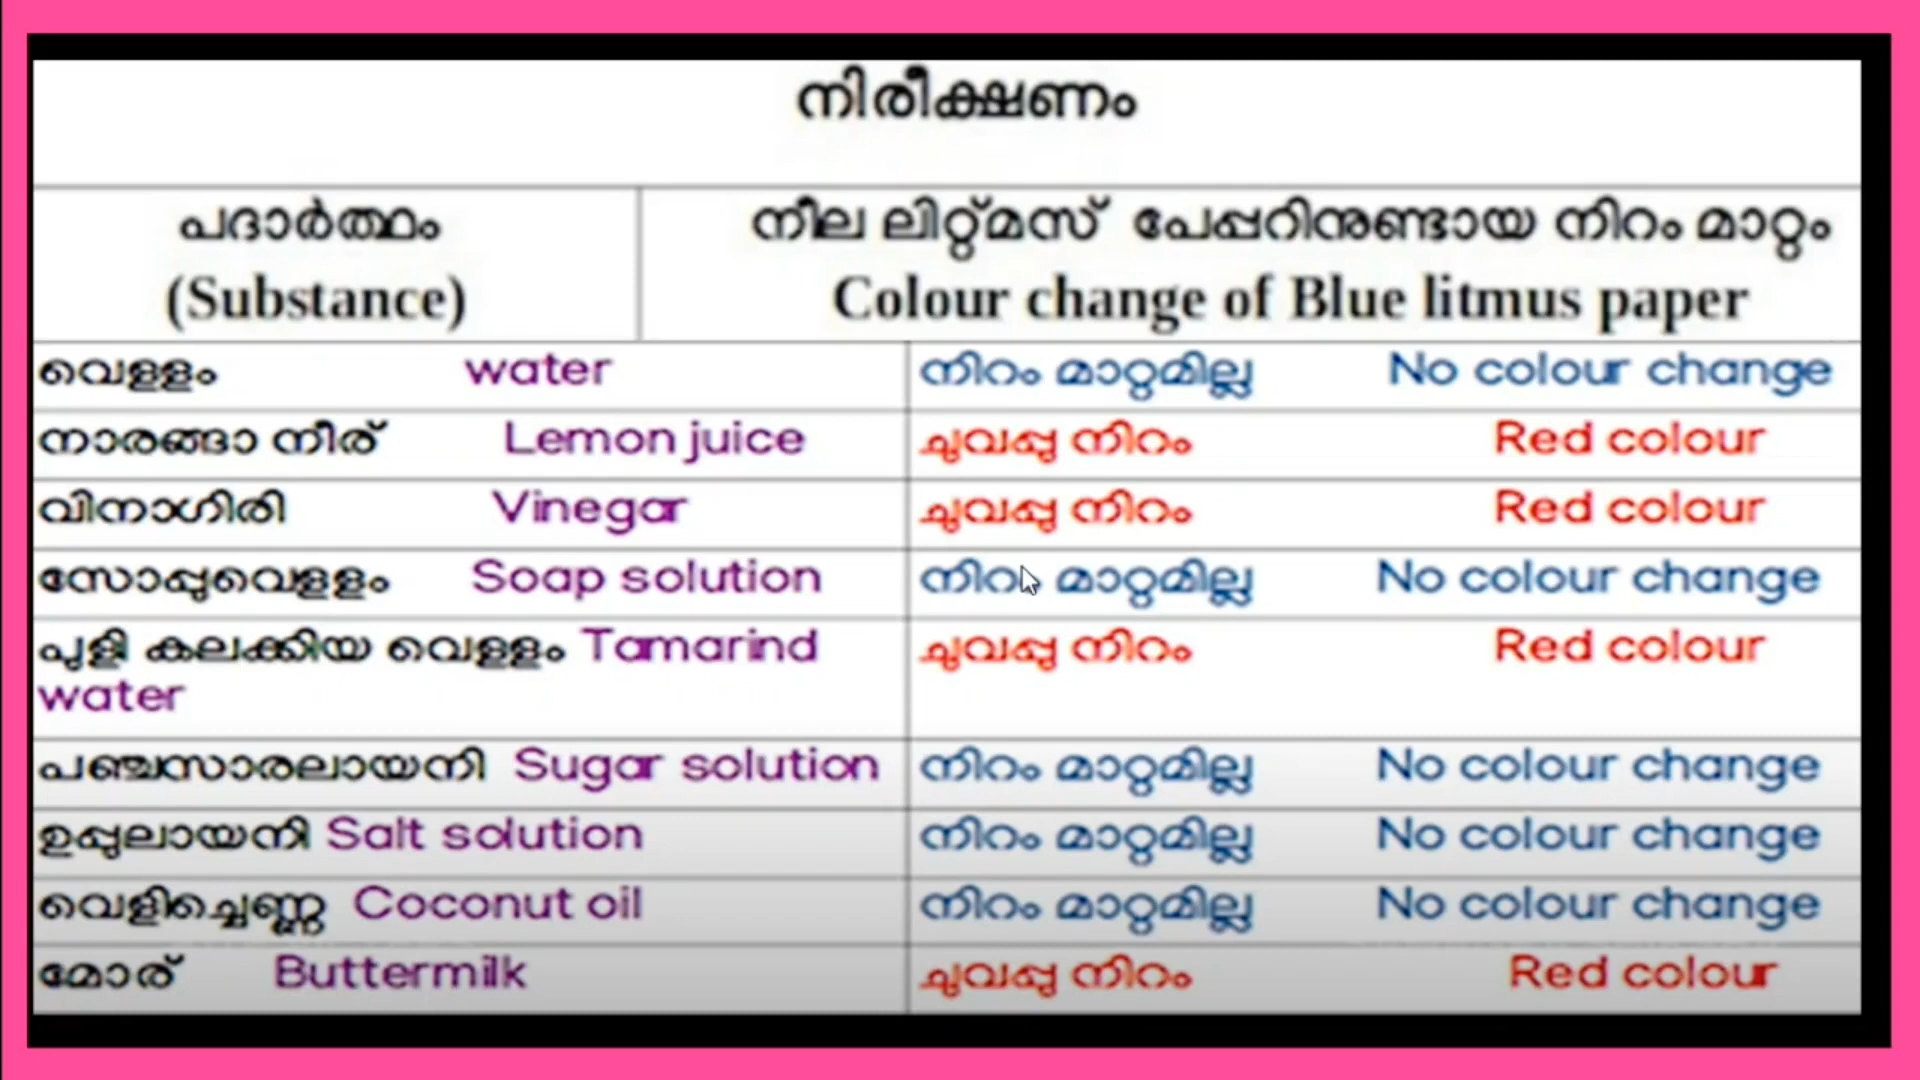 നിരീക്ഷണം
പദാർത്ഥം
(Substance)
നീല ലിറ്റ്മസ് പേപ്പറിനുണ്ടായ നിറം മാറ്റം
Colour change of Blue litmus paper
വെള്ളം water നിറം മാറ്റമില്ല No colour change
നാരങ്ങാ നീര് Lemon juice ചുവപ്പു നിറം Red colour
വിനാഗിരി Vinegar ചുവപ്പു നിറം Red colour
സോപ്പുവെള്ളം Soap solution നിറം മാറ്റമില്ല No colour change
പുളി കലക്കിയ വെള്ളം Tamarind
water
ചുവപ്പു നിറം Red colour
പഞ്ചസാരലായനി Sugar solution നിറം മാറ്റമില്ല No colour change
ഉപ്പുലായനി Salt solution നിറം മാറ്റമില്ല No colour change
വെളിച്ചെണ്ണ Coconut oil നിറം മാറ്റമില്ല No colour change
മോര് Buttermilk ചുവപ്പു നിറം Red colour